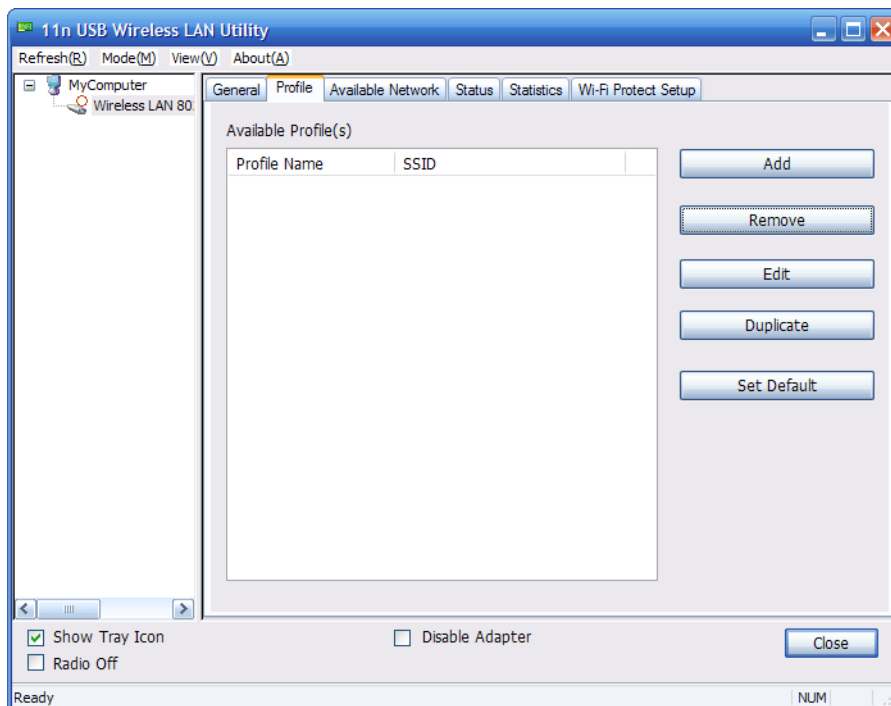 11n USB Wireless LAN Utility
Refresh(R) Mode(M) View(V) About(A)
MyComputer
Wireless LAN 80
General Profile Available Network Status Statistics Wi-Fi Protect Setup
Available Profile(s)
Profile Name SSID
Add
Remove
Edit
Duplicate
Set Default
Show Tray Icon
Disable Adapter
Radio Off
Close
Ready
NUM